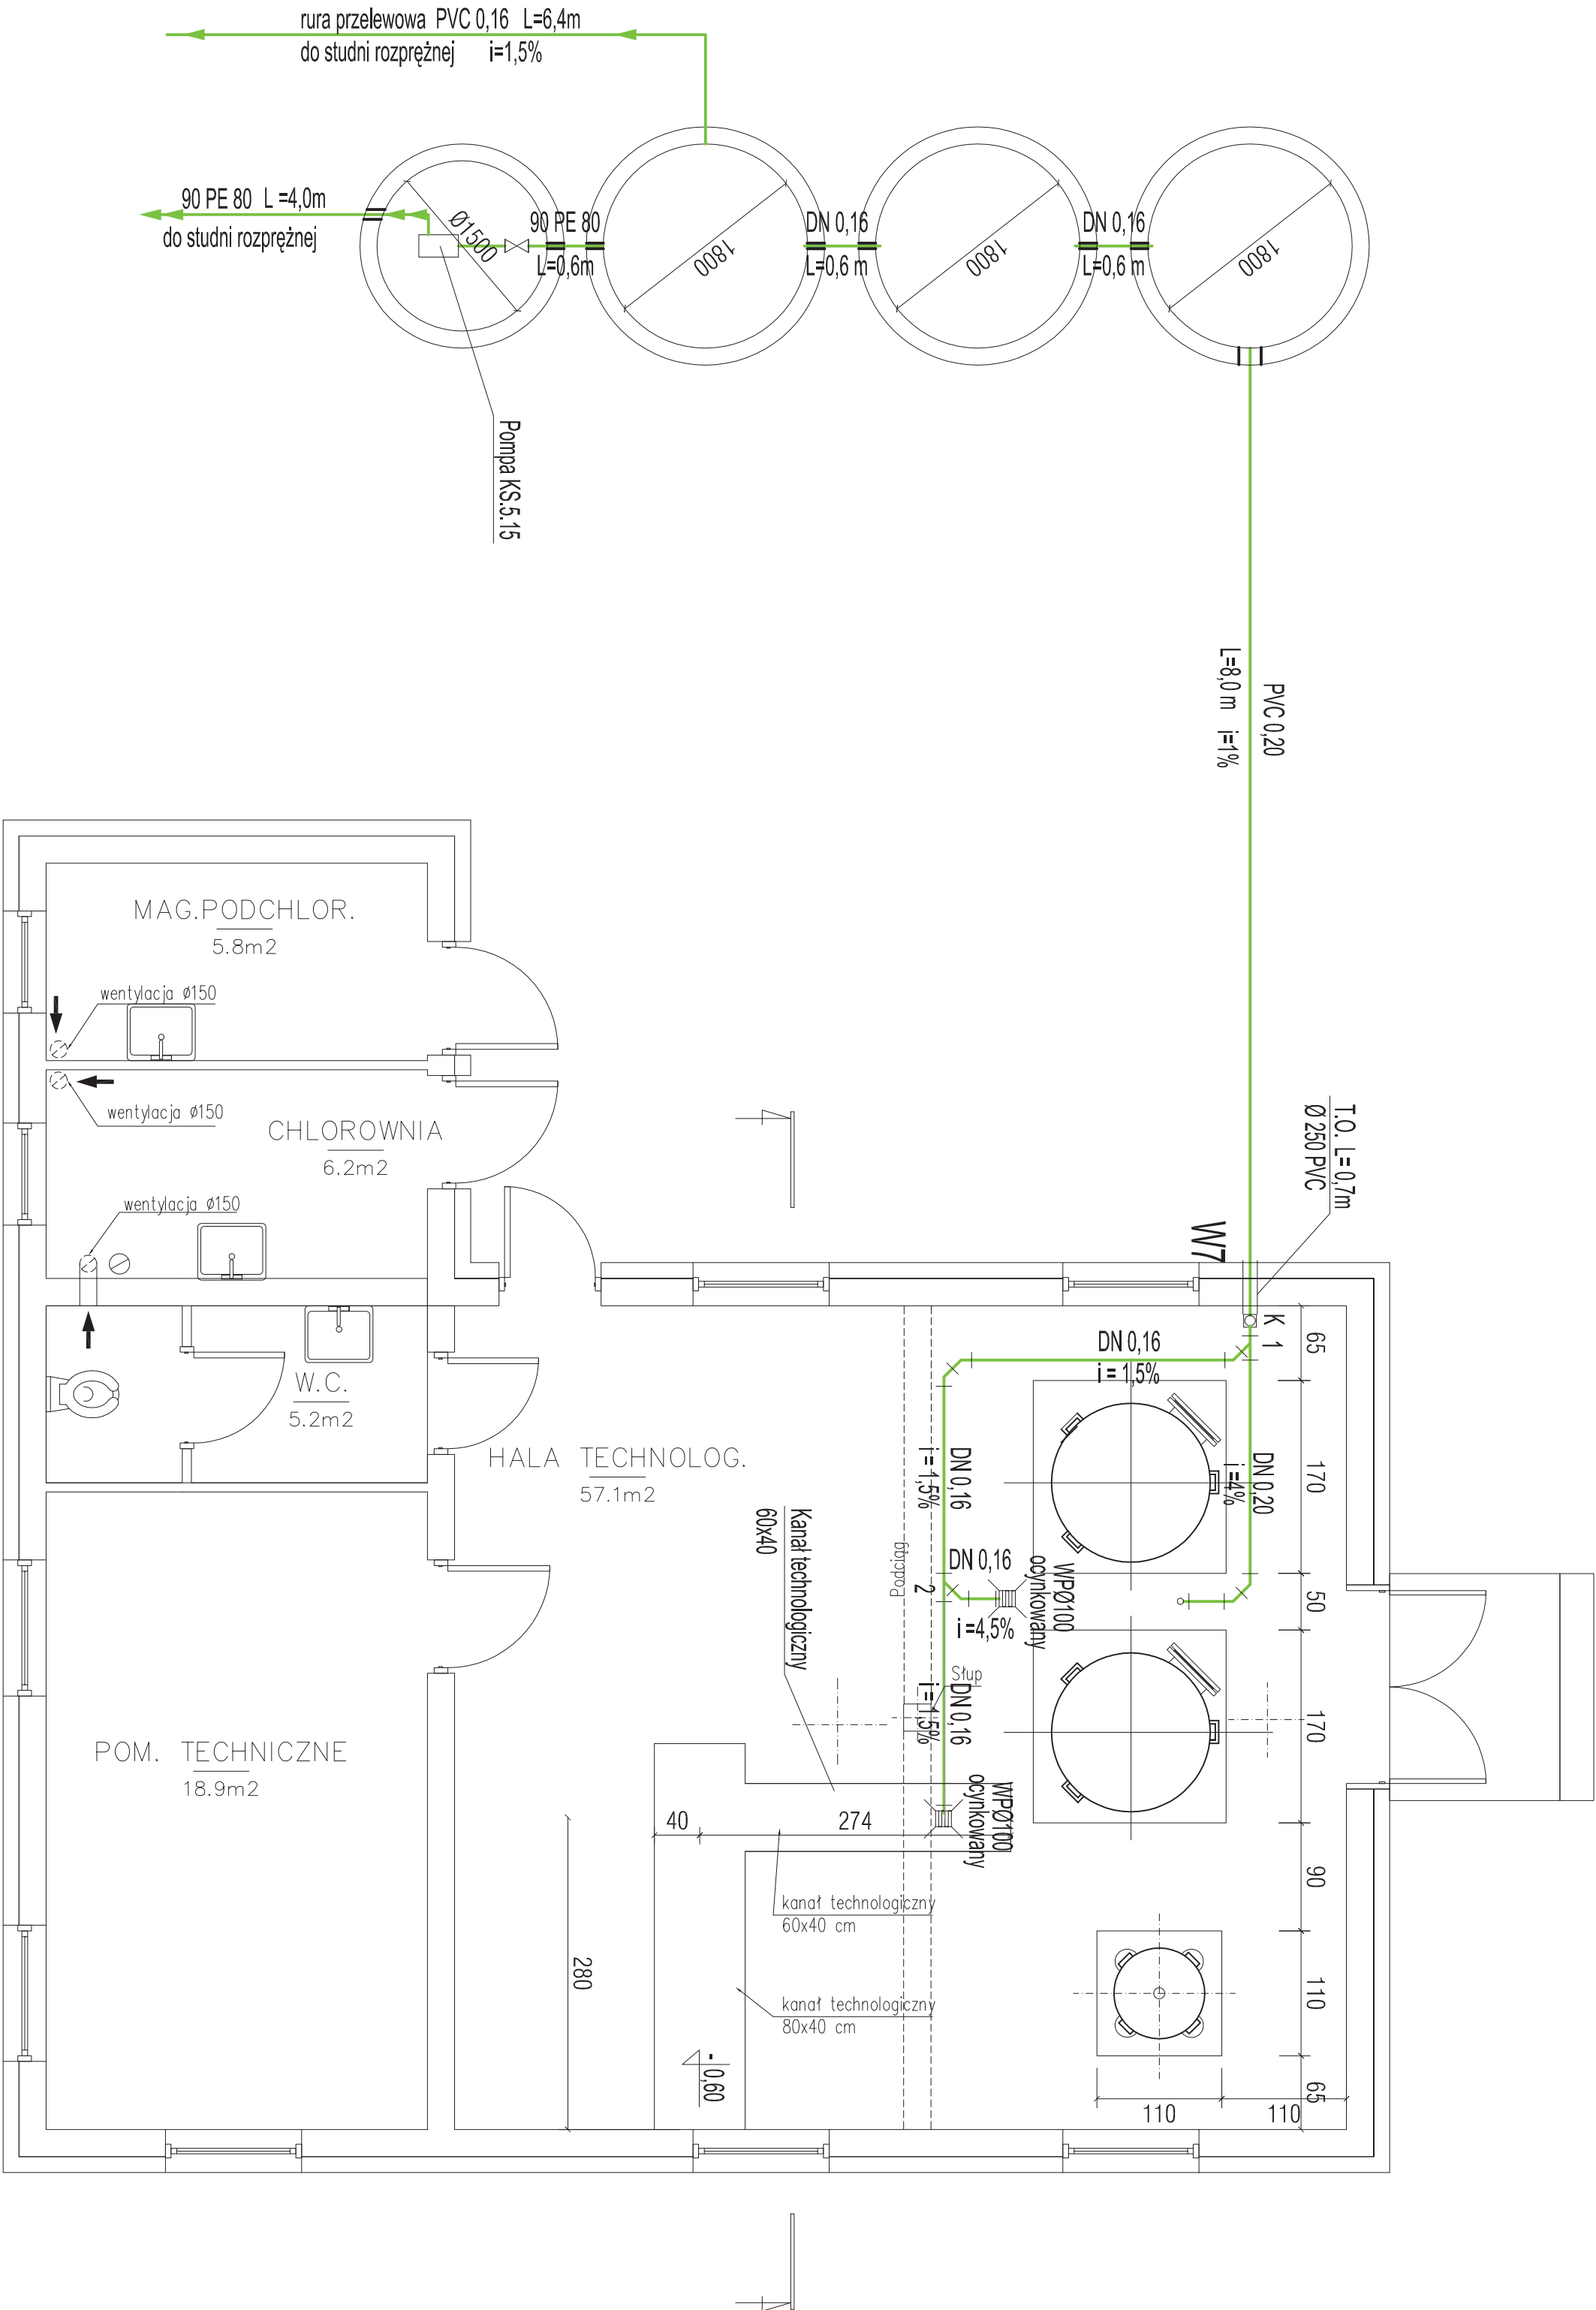 rura przelewowa PVC 0,16 L=6,4m
do studni rozprężnej i=1,5%
90 PE 80 L =4,0m
do studni rozprężnej
Ø1500
90 PE 80
L=0,6m
1800
DN 0,16
L=0,6 m
1800
DN 0,16
L=0,6 m
1800
Pompa KS.5.15
PVC 0,20
L=8,0 m i=1%
MAG.PODCHLOR.
5.8m2
wentylacja ø150
wentylacja ø150
CHLOROWNIA
6.2m2
wentylacja ø150
T.O. L= 0,7m
Ø 250 PVC
W7
K 1
W.C.
5.2m2
HALA TECHNOLOG.
57.1m2
DN 0,16
i = 1,5%
DN 0,16
i = 1,5%
DN 0,20
i =4%
DN 0,16
i =4,5%
2
WPØ100
ocynkowany
Podciąg
Kanał technologiczny
60x40
Słup
DN 0,16
i = 1,5%
WPØ100
ocynkowany
POM. TECHNICZNE
18.9m2
40
274
280
kanał technologiczny
60x40 cm
kanał technologiczny
80x40 cm
- 0,60
65
170
50
170
90
110
65
110
110